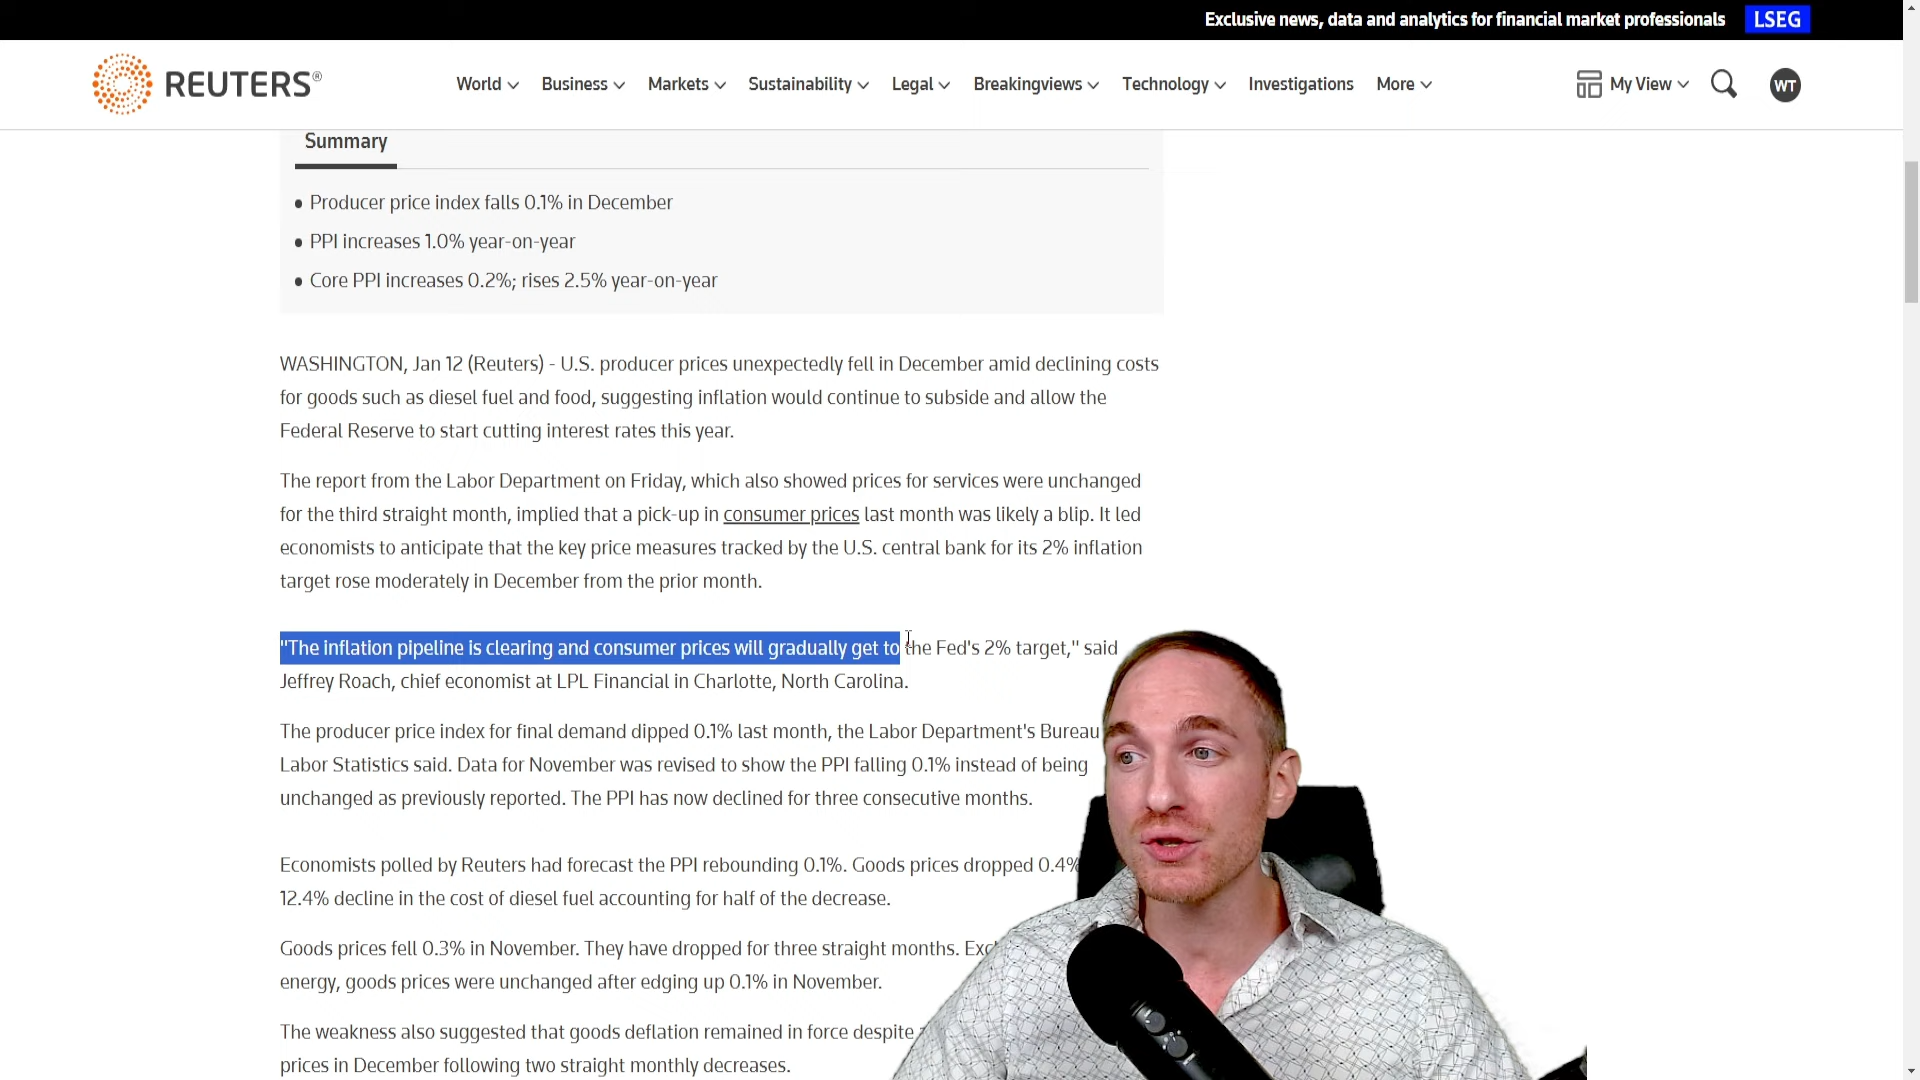 Exclusive news, data and analytics for financial market professionals LSEG
REUTERS®
World Business Markets Sustainability Legal Breakingviews Technology Investigations More My View WT
Summary
Producer price index falls 0.1% in December
PPI increases 1.0% year-on-year
Core PPI increases 0.2%; rises 2.5% year-on-year
WASHINGTON, Jan 12 (Reuters) - U.S. producer prices unexpectedly fell in December amid declining costs
for goods such as diesel fuel and food, suggesting inflation would continue to subside and allow the
Federal Reserve to start cutting interest rates this year.
The report from the Labor Department on Friday, which also showed prices for services were unchanged
for the third straight month, implied that a pick-up in consumer prices last month was likely a blip. It led
economists to anticipate that the key price measures tracked by the U.S. central bank for its 2% inflation
target rose moderately in December from the prior month.
"The inflation pipeline is clearing and consumer prices will gradually get to the Fed's 2% target," said
Jeffrey Roach, chief economist at LPL Financial in Charlotte, North Carolina.
The producer price index for final demand dipped 0.1% last month, the Labor Department's Bureau
Labor Statistics said. Data for November was revised to show the PPI falling 0.1% instead of being
unchanged as previously reported. The PPI has now declined for three consecutive months.
Economists polled by Reuters had forecast the PPI rebounding 0.1%. Goods prices dropped 0.4%
12.4% decline in the cost of diesel fuel accounting for half of the decrease.
Goods prices fell 0.3% in November. They have dropped for three straight months.
energy, goods prices were unchanged after edging up 0.1% in November.
The weakness also suggested that goods deflation remained in force despite
prices in December following two straight monthly decreases.